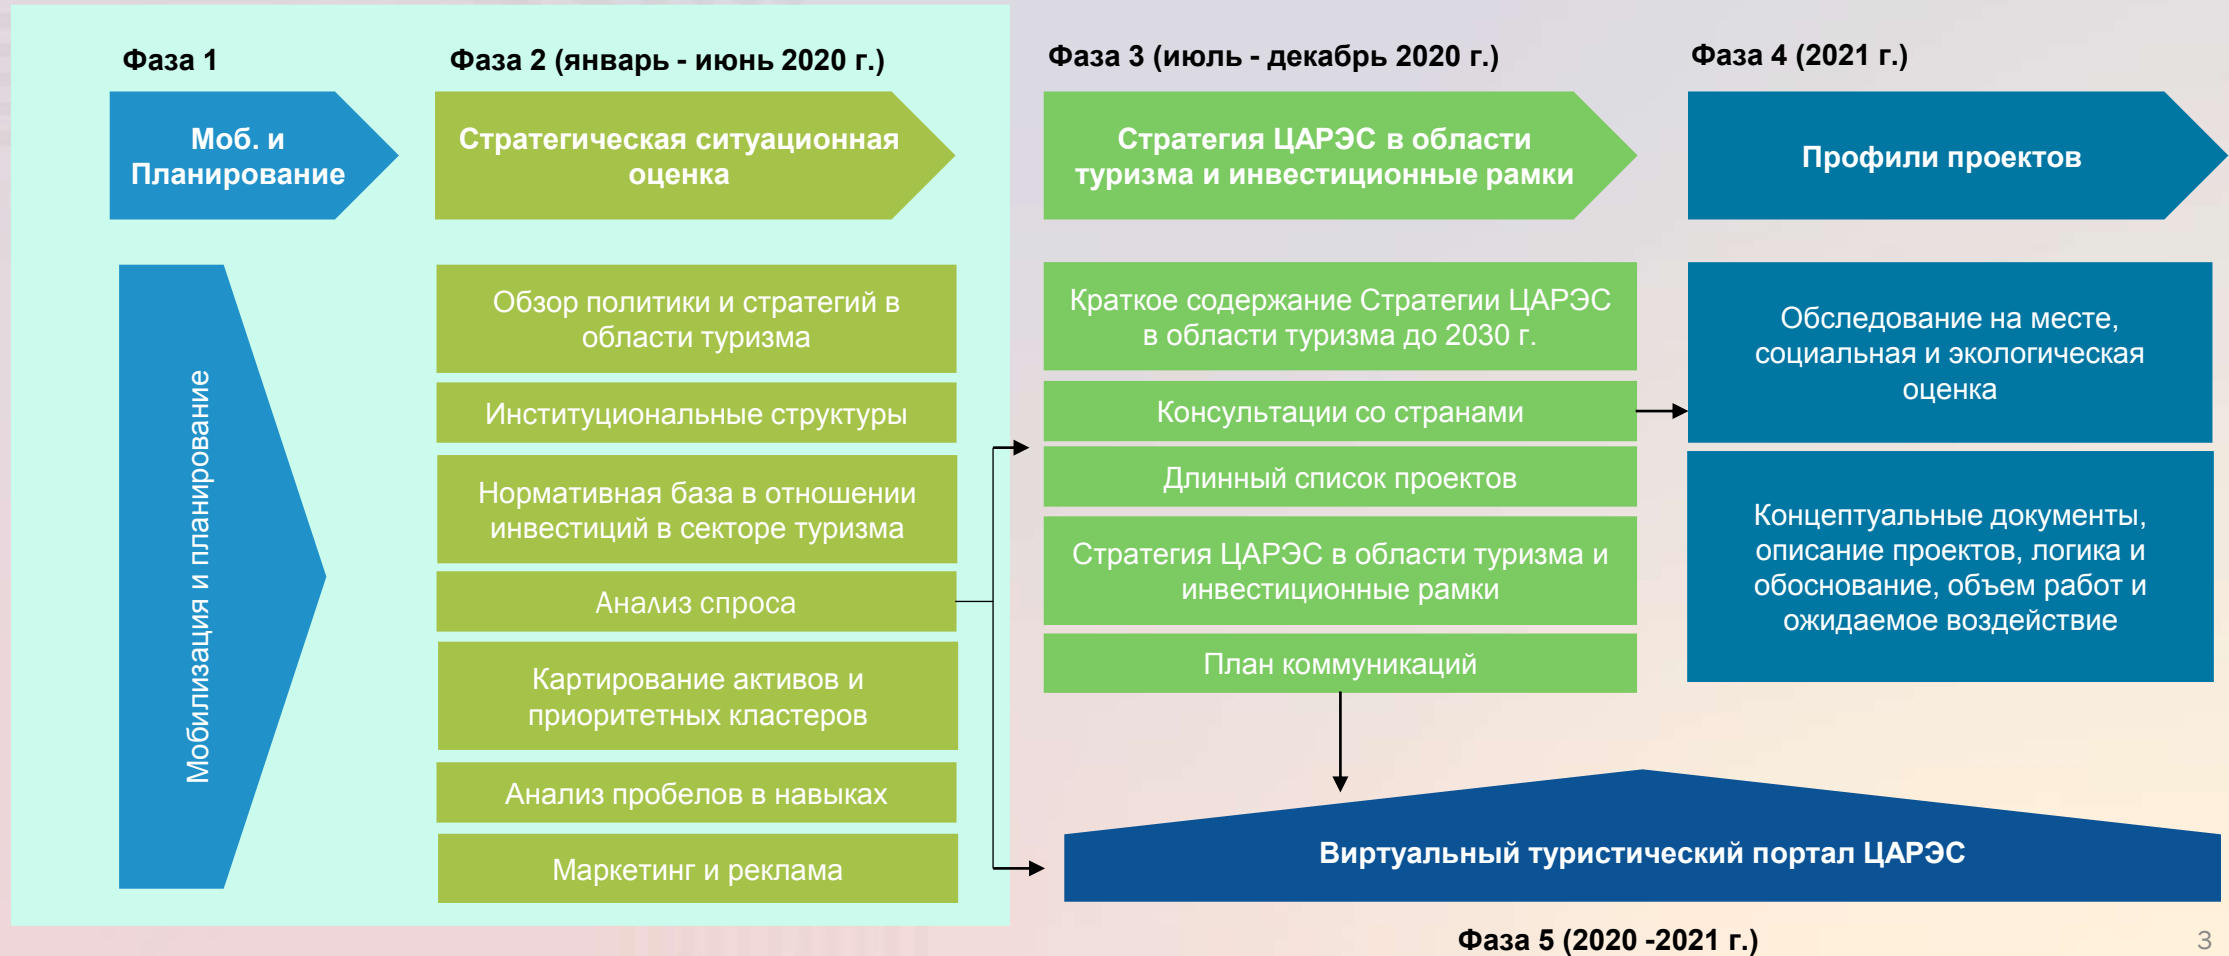 Фаза 1
Моб. и
Планирование
Мобилизация и планирование
Фаза 2 (январь - июнь 2020 г.)
Стратегическая ситуационная
оценка
Обзор политики и стратегий в
области туризма
Институциональные структуры
Нормативная база в отношении
инвестиций в секторе туризма
Анализ спроса
Картирование активов и
приоритетных кластеров
Анализ пробелов в навыках
Маркетинг и реклама
Фаза 3 (июль - декабрь 2020 г.)
Стратегия ЦАРЭС в области
туризма и инвестиционные рамки
Краткое содержание Стратегии ЦАРЭС
в области туризма до 2030 г.
Консультации со странами
Длинный список проектов
Стратегия ЦАРЭС в области туризма и
инвестиционные рамки
План коммуникаций
Фаза 4 (2021 г.)
Профили проектов
Обследование на месте,
социальная и экологическая
оценка
Концептуальные документы,
описание проектов, логика и
обоснование, объем работ и
ожидаемое воздействие
Виртуальный туристический портал ЦАРЭС
Фаза 5 (2020 -2021 г.)
3